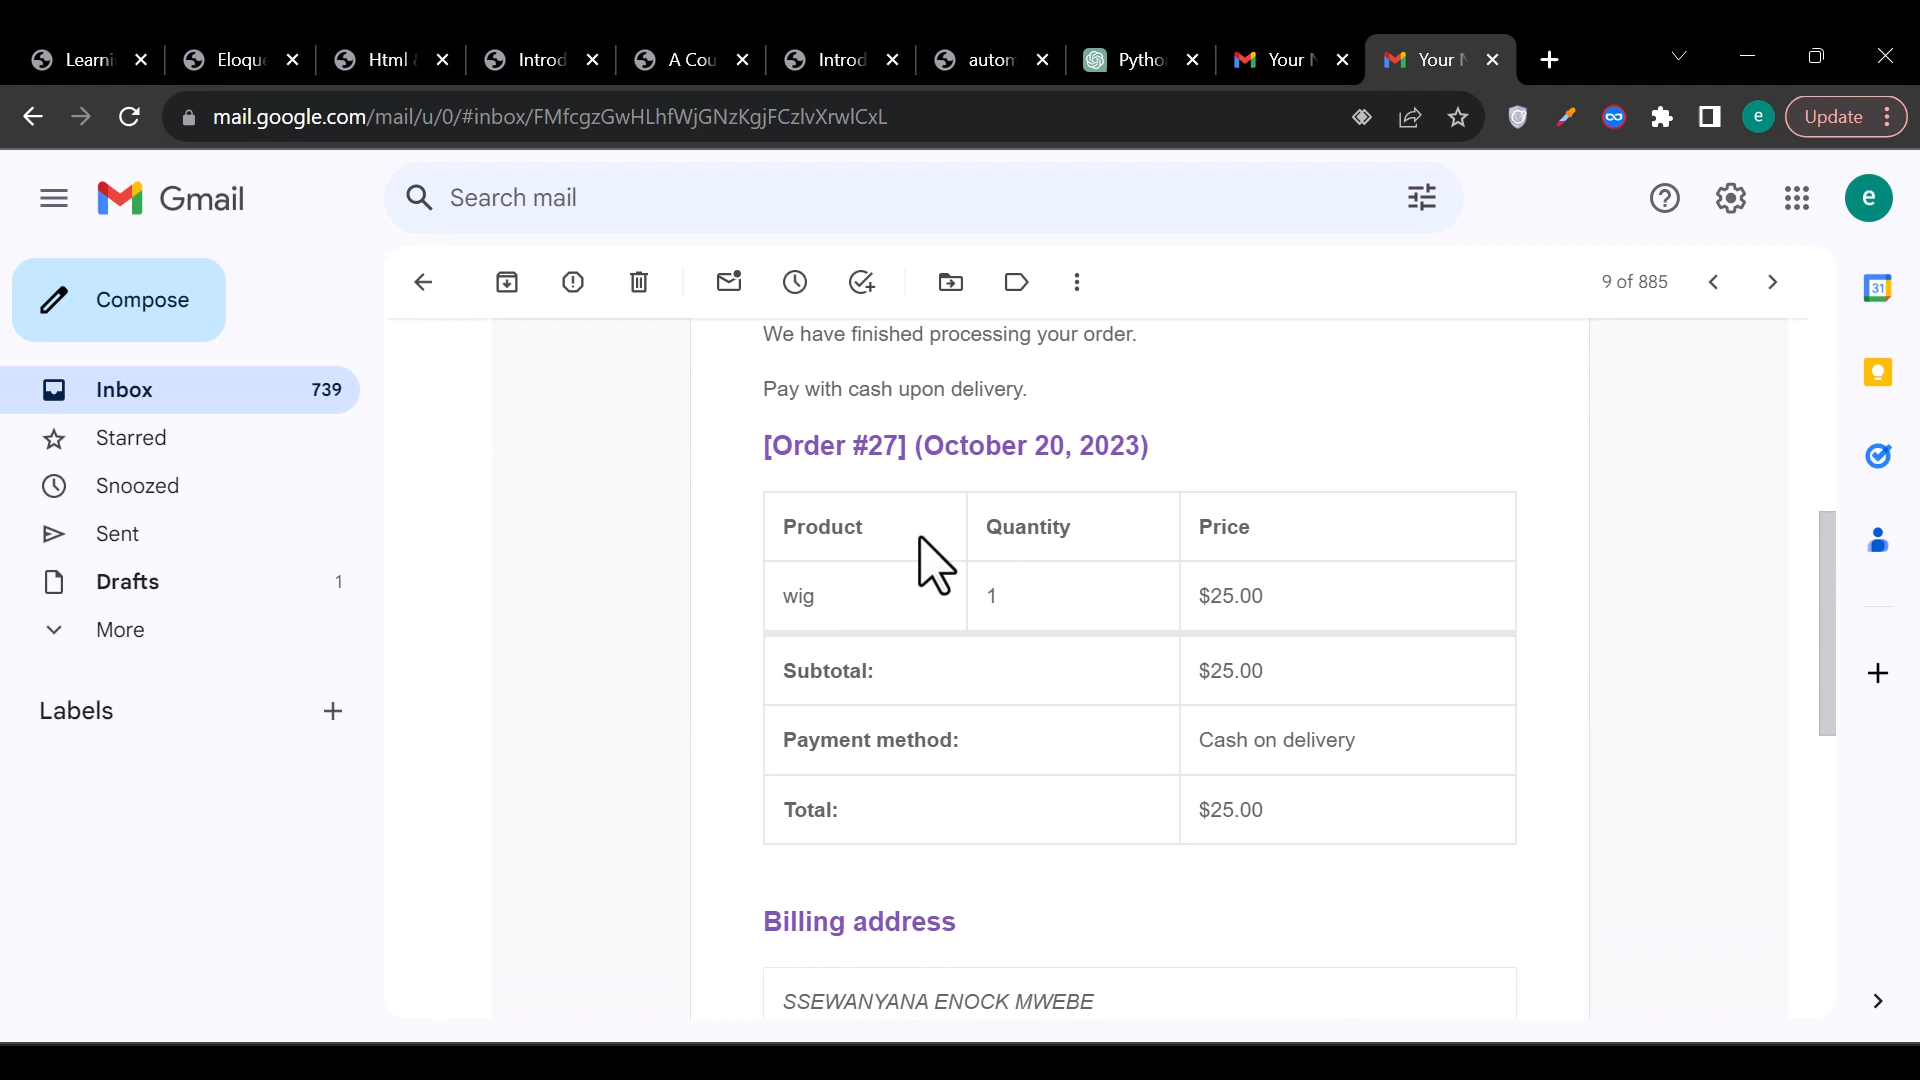 Learni
Eloque
Html &
Introd
A Cou
Introd
autom
Pytho
Your N
Your N
mail.google.com/mail/u/0/#inbox/FMfcgzGwHLhfWjGNzKgjFCzlvXrwlCxL
e
Update
Gmail
Search mail
e
Compose
9 of 885
31
Inbox 739
Starred
Snoozed
Sent
Drafts 1
More
Labels
We have finished processing your order.
Pay with cash upon delivery.
[Order #27] (October 20, 2023)
Product Quantity Price
wig 1 $25.00
Subtotal: $25.00
Payment method: Cash on delivery
Total: $25.00
Billing address
SSEWANYANA ENOCK MWEBE